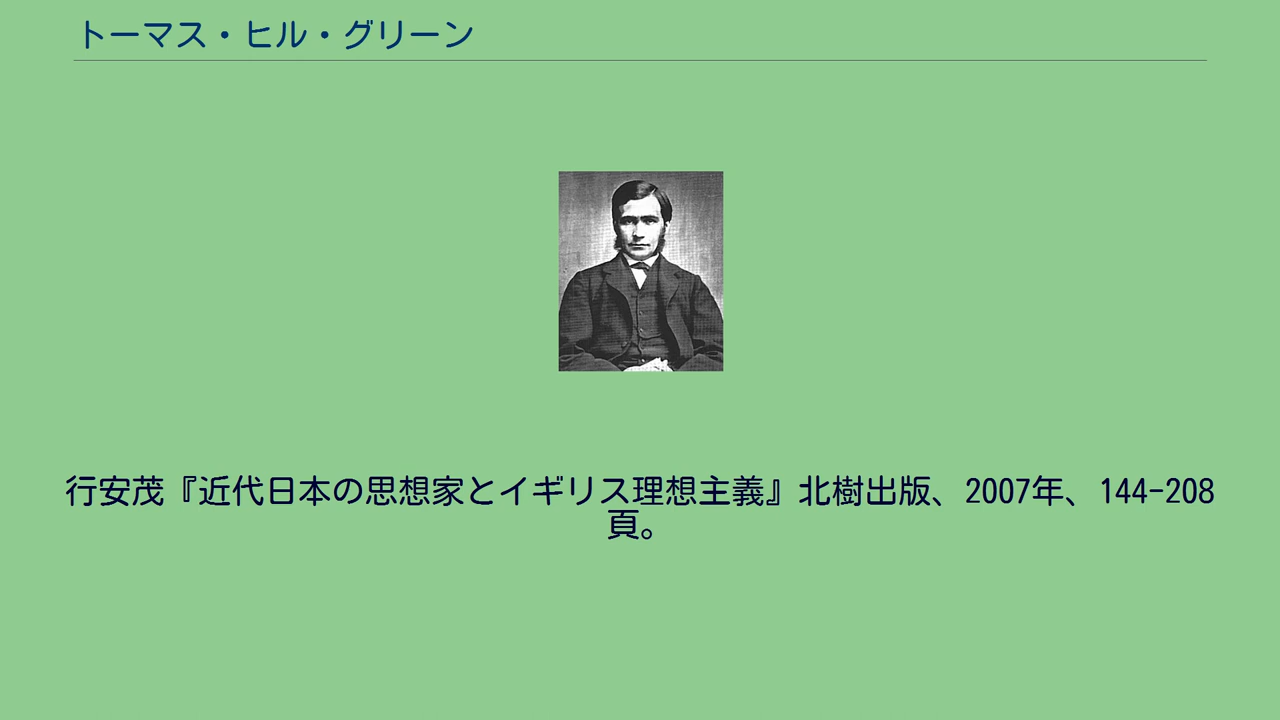 トーマス・ヒル・グリーン
行安茂『近代日本の思想家とイギリス理想主義』北樹出版、2007年、144-208
頁。